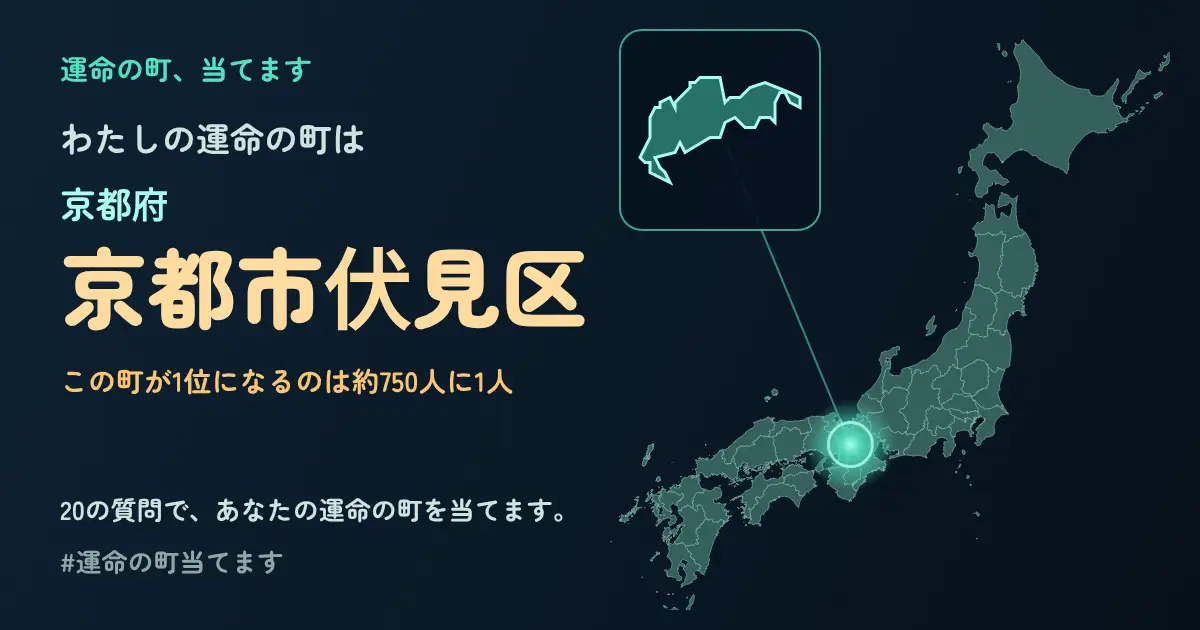 運命の町、当てます
わたしの運命の町は
京都府
京都市伏見区
この町が1位になるのは約750人に1人
20の質問で、あなたの運命の町を当てます。
#運命の町当てます